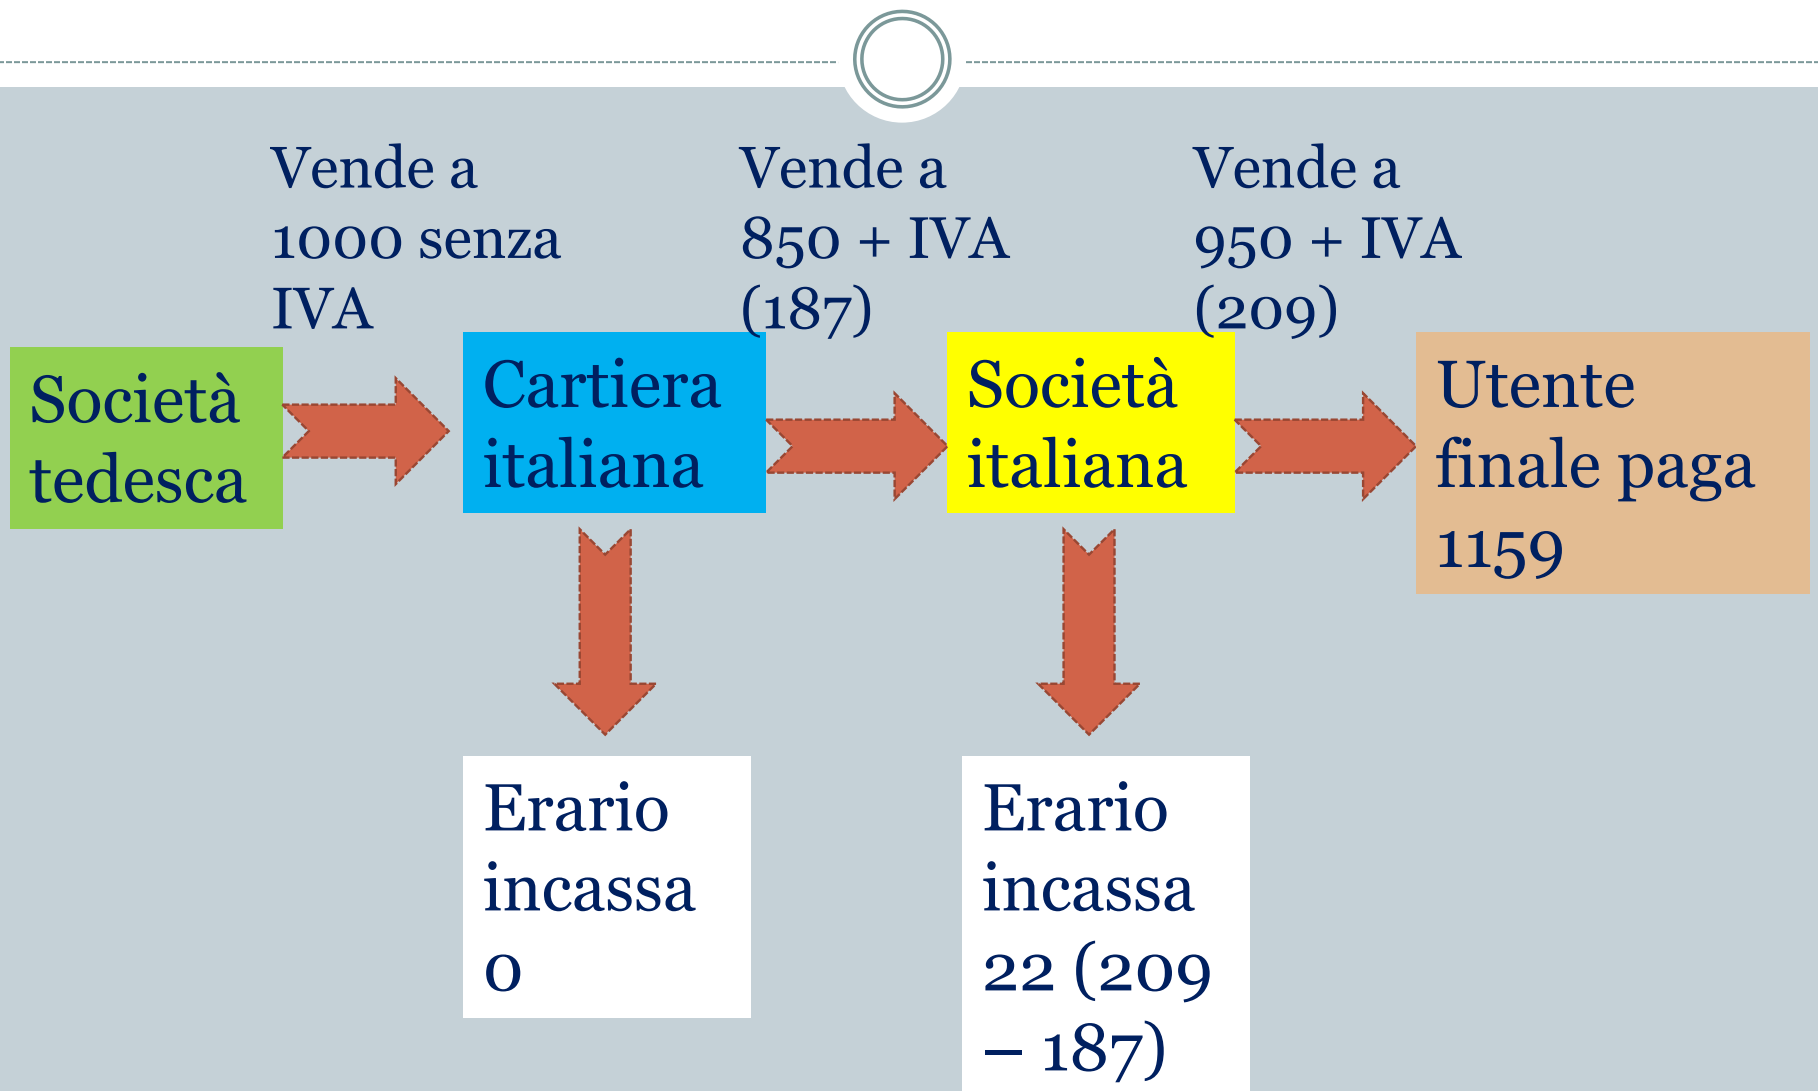 Vende a
1000 senza
IVA
Vende a
850 + IVA
(187)
Vende a
950 + IVA
(209)
Società
tedesca
Cartiera
italiana
Società
italiana
Utente
finale paga
1159
Erario
incassa
0
Erario
incassa
22 (209
– 187)